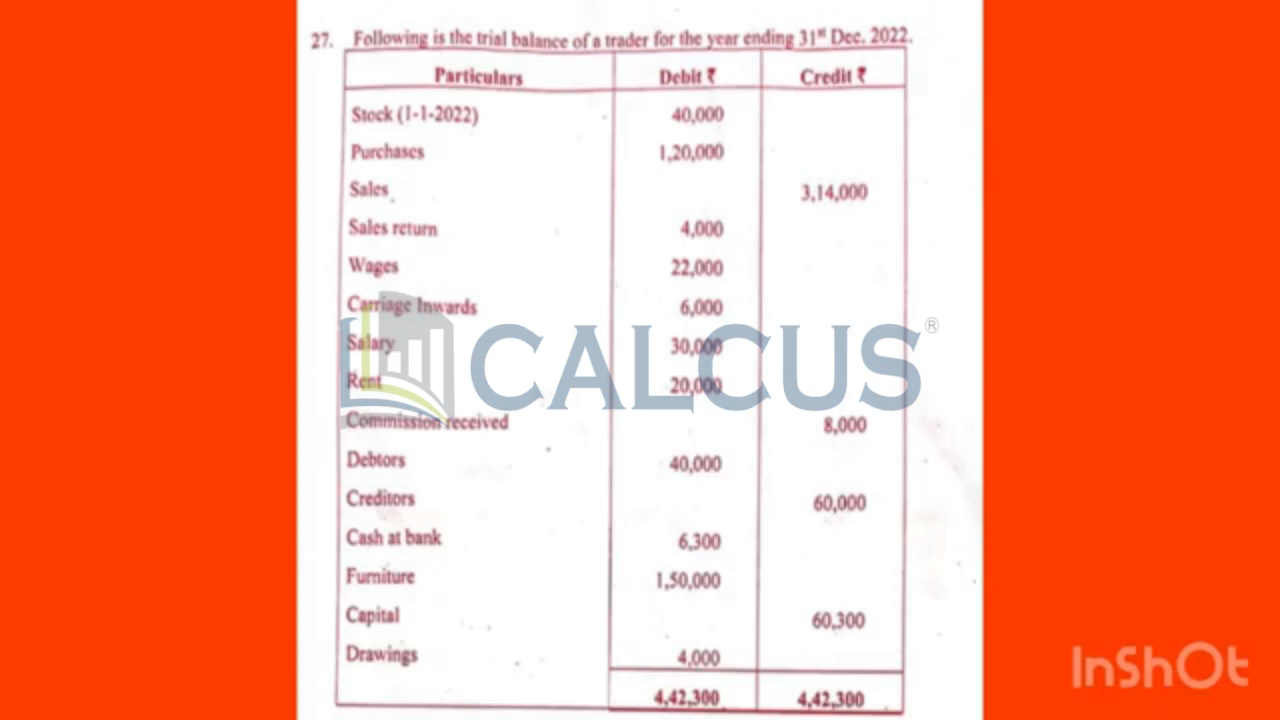 27. Following is the trial balance of a trader for the year ending 31st Dec. 2022.
Particulars Debit ₹ Credit ₹
Stock (1-1-2022) 40,000
Purchases 1,20,000
Sales 3,14,000
Sales return 4,000
Wages 22,000
Carriage Inwards 6,000
Salary 30,000
Rent 20,000
CALCUS®
Commission received 8,000
Debtors 40,000
Creditors 60,000
Cash at bank 6,300
Furniture 1,50,000
Capital 60,300
Drawings 4,000
4,42,300 4,42,300
InShOt